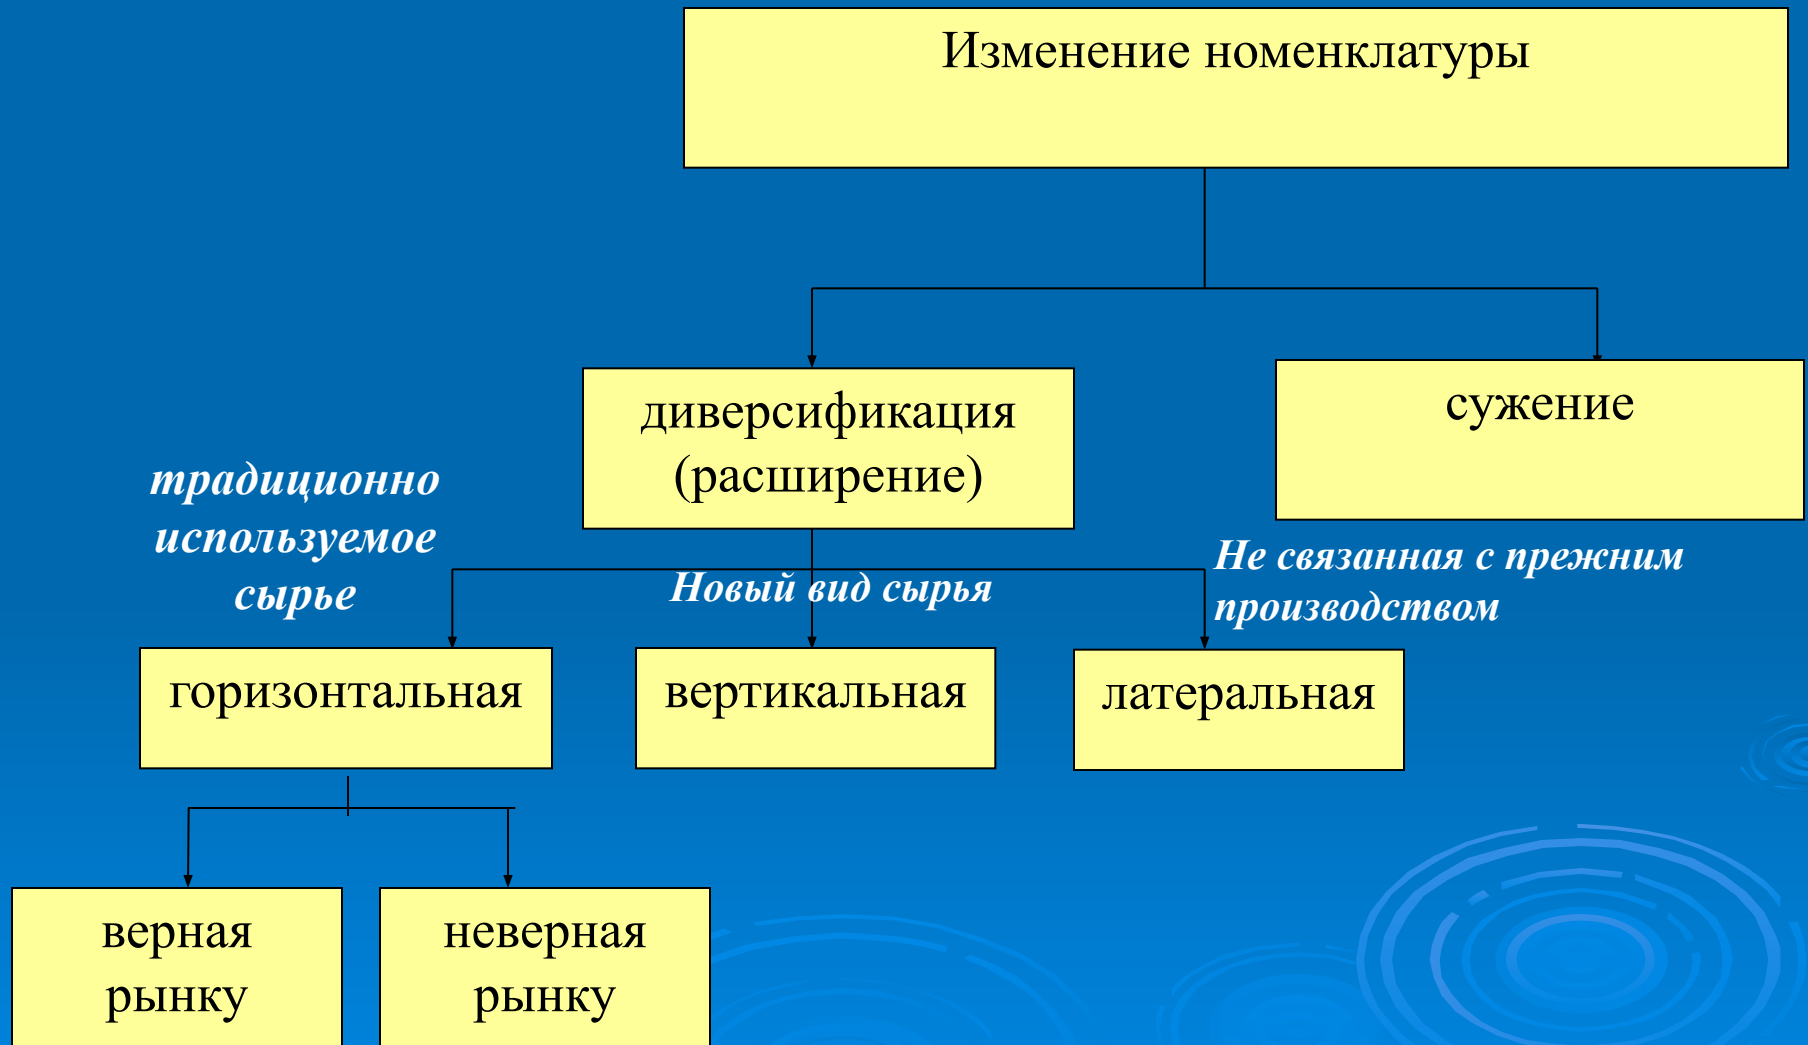 Изменение номенклатуры
диверсификация
(расширение)
сужение
традиционно
используемое
сырье
Новый вид сырья
Не связанная с прежним
производством
горизонтальная
вертикальная
латеральная
верная
рынку
неверная
рынку